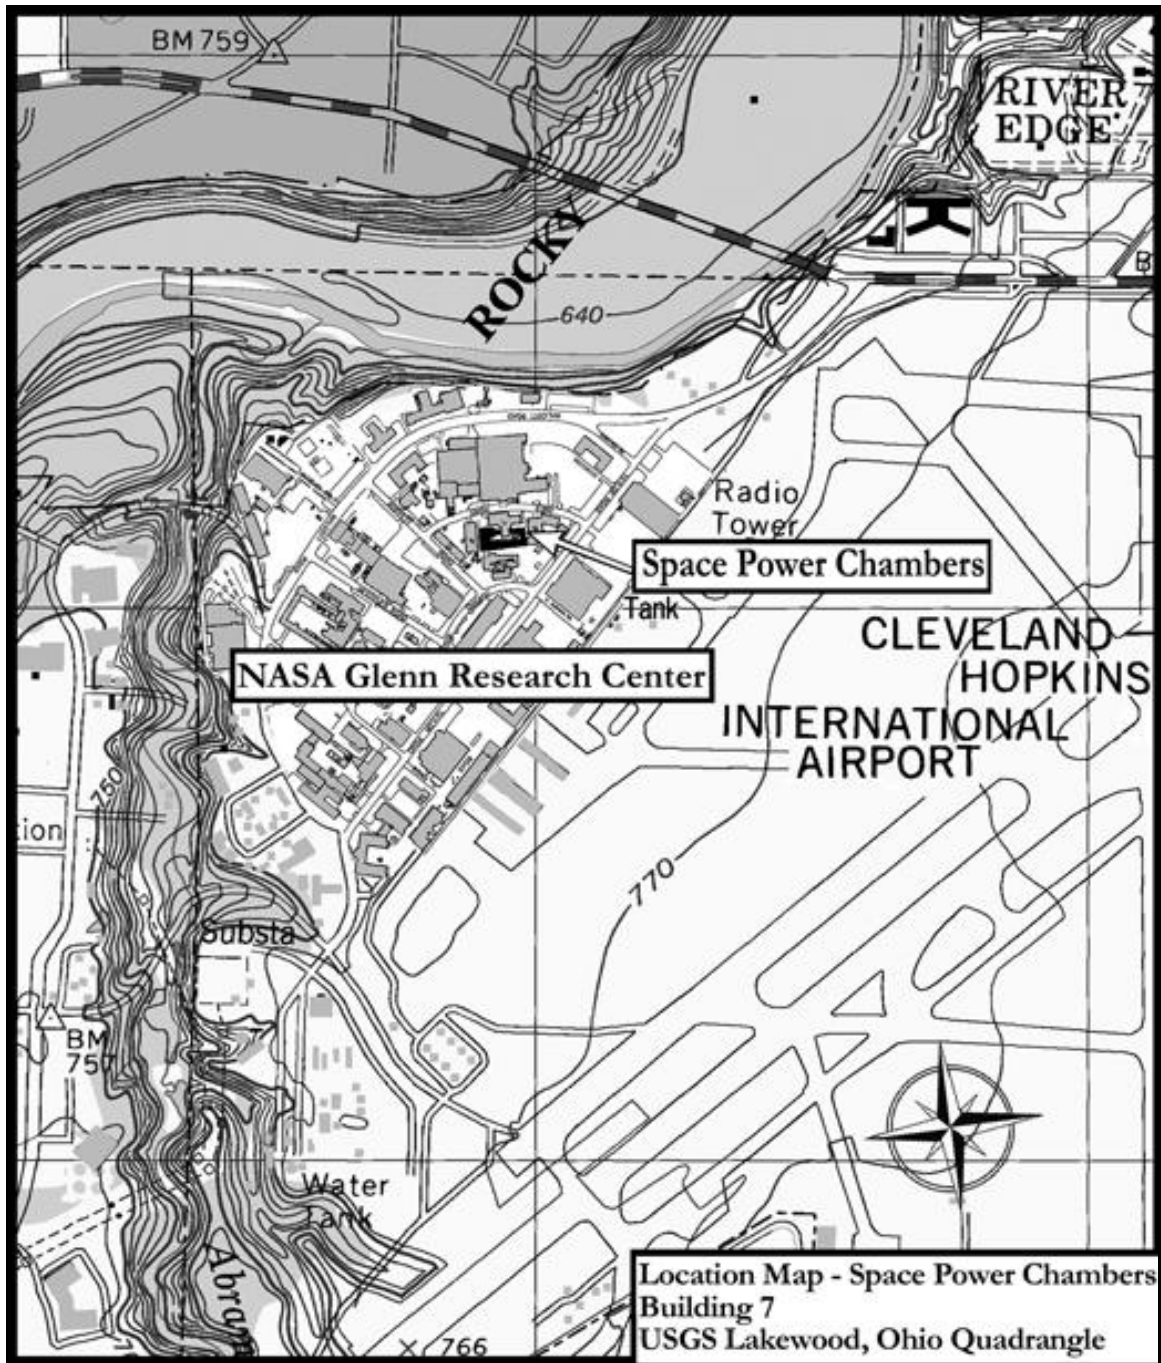 BM 759
RIVER
EDGE
ROCKY
640
Radio
Tower
Space Power Chambers
Tank
CLEVELAND
HOPKINS
INTERNATIONAL
AIRPORT
NASA Glenn Research Center
750
770
Substa
BM
757
Water
Tank
Abram
766
Location Map - Space Power Chambers
Building 7
USGS Lakewood, Ohio Quadrangle